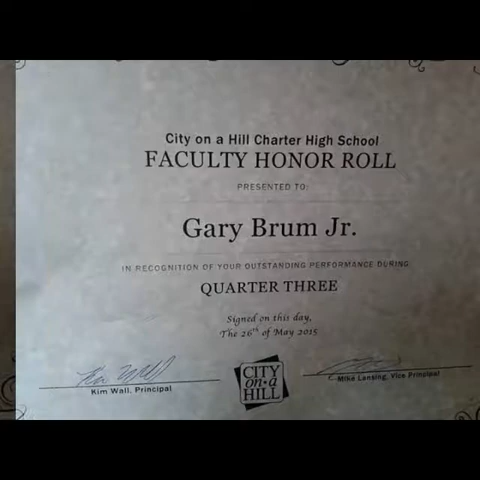 City on a Hill Charter High School
FACULTY HONOR ROLL
PRESENTED TO:
Gary Brum Jr.
IN RECOGNITION OF YOUR OUTSTANDING PERFORMANCE DURING
QUARTER THREE
Signed on this day,
The 26th of May 2015
Kim Wall, Principal
CITY
on·a
HILL
Mike Lansing, Vice Principal